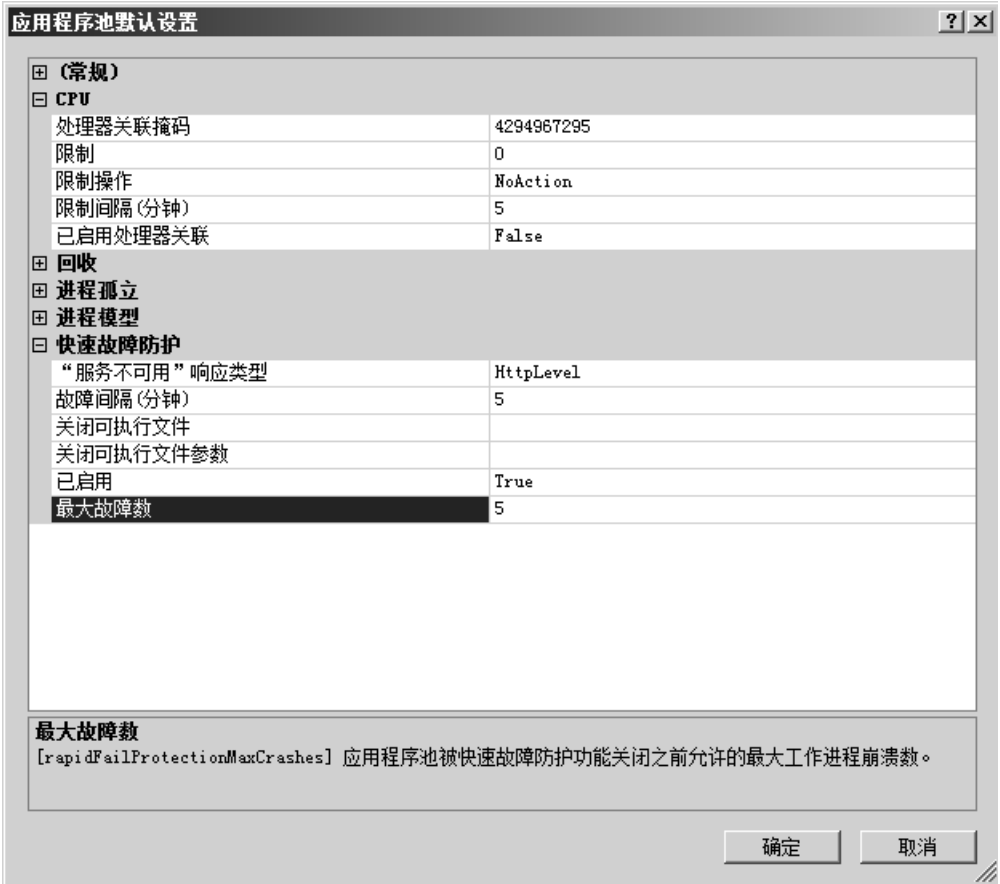 应用程序池默认设置
(常规)
CPU
处理器关联掩码 4294967295
限制 0
限制操作 NoAction
限制间隔(分钟) 5
已启用处理器关联 False
回收
进程孤立
进程模型
快速故障防护
“服务不可用”响应类型 HttpLevel
故障间隔(分钟) 5
关闭可执行文件
关闭可执行文件参数
已启用 True
最大故障数 5
最大故障数
[rapidFailProtectionMaxCrashes] 应用程序池被快速故障防护功能关闭之前允许的最大工作进程崩溃数。
确定 取消